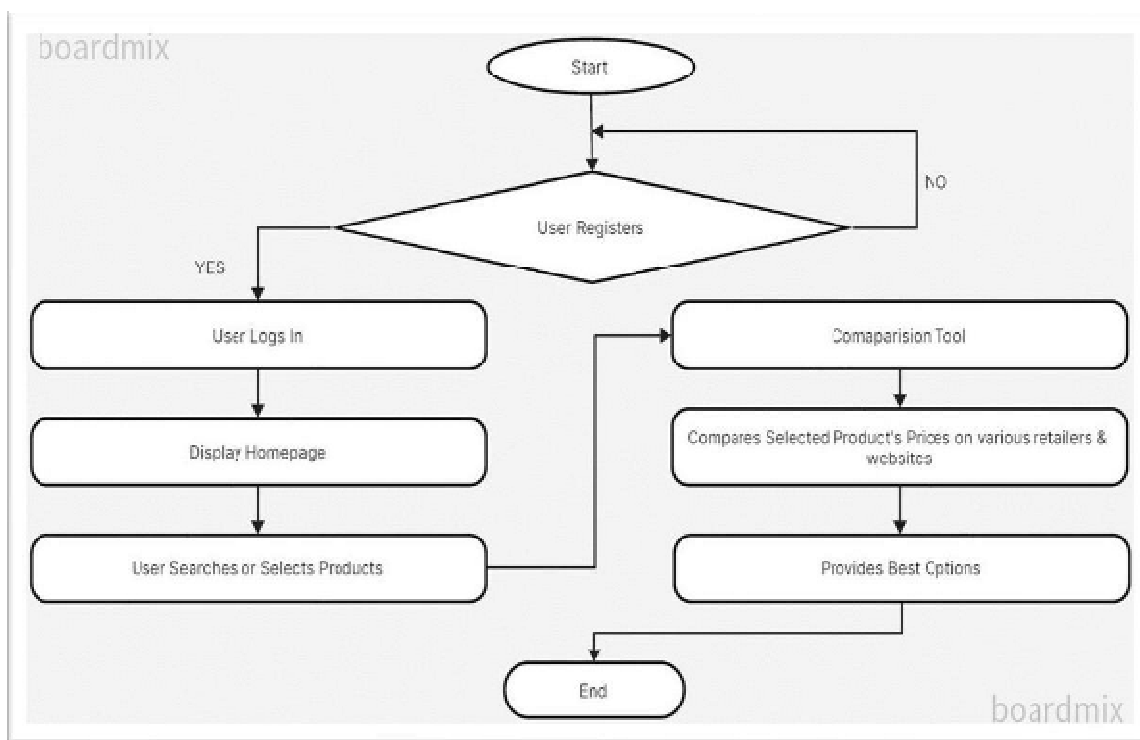 boardmix
Start
NO
User Registers
YES
User Logs In
Display Homepage
User Searches or Selects Products
Comaparision Tool
Compares Selected Product's Prices on various retailers &
websites
Provides Best Options
End
boardmix